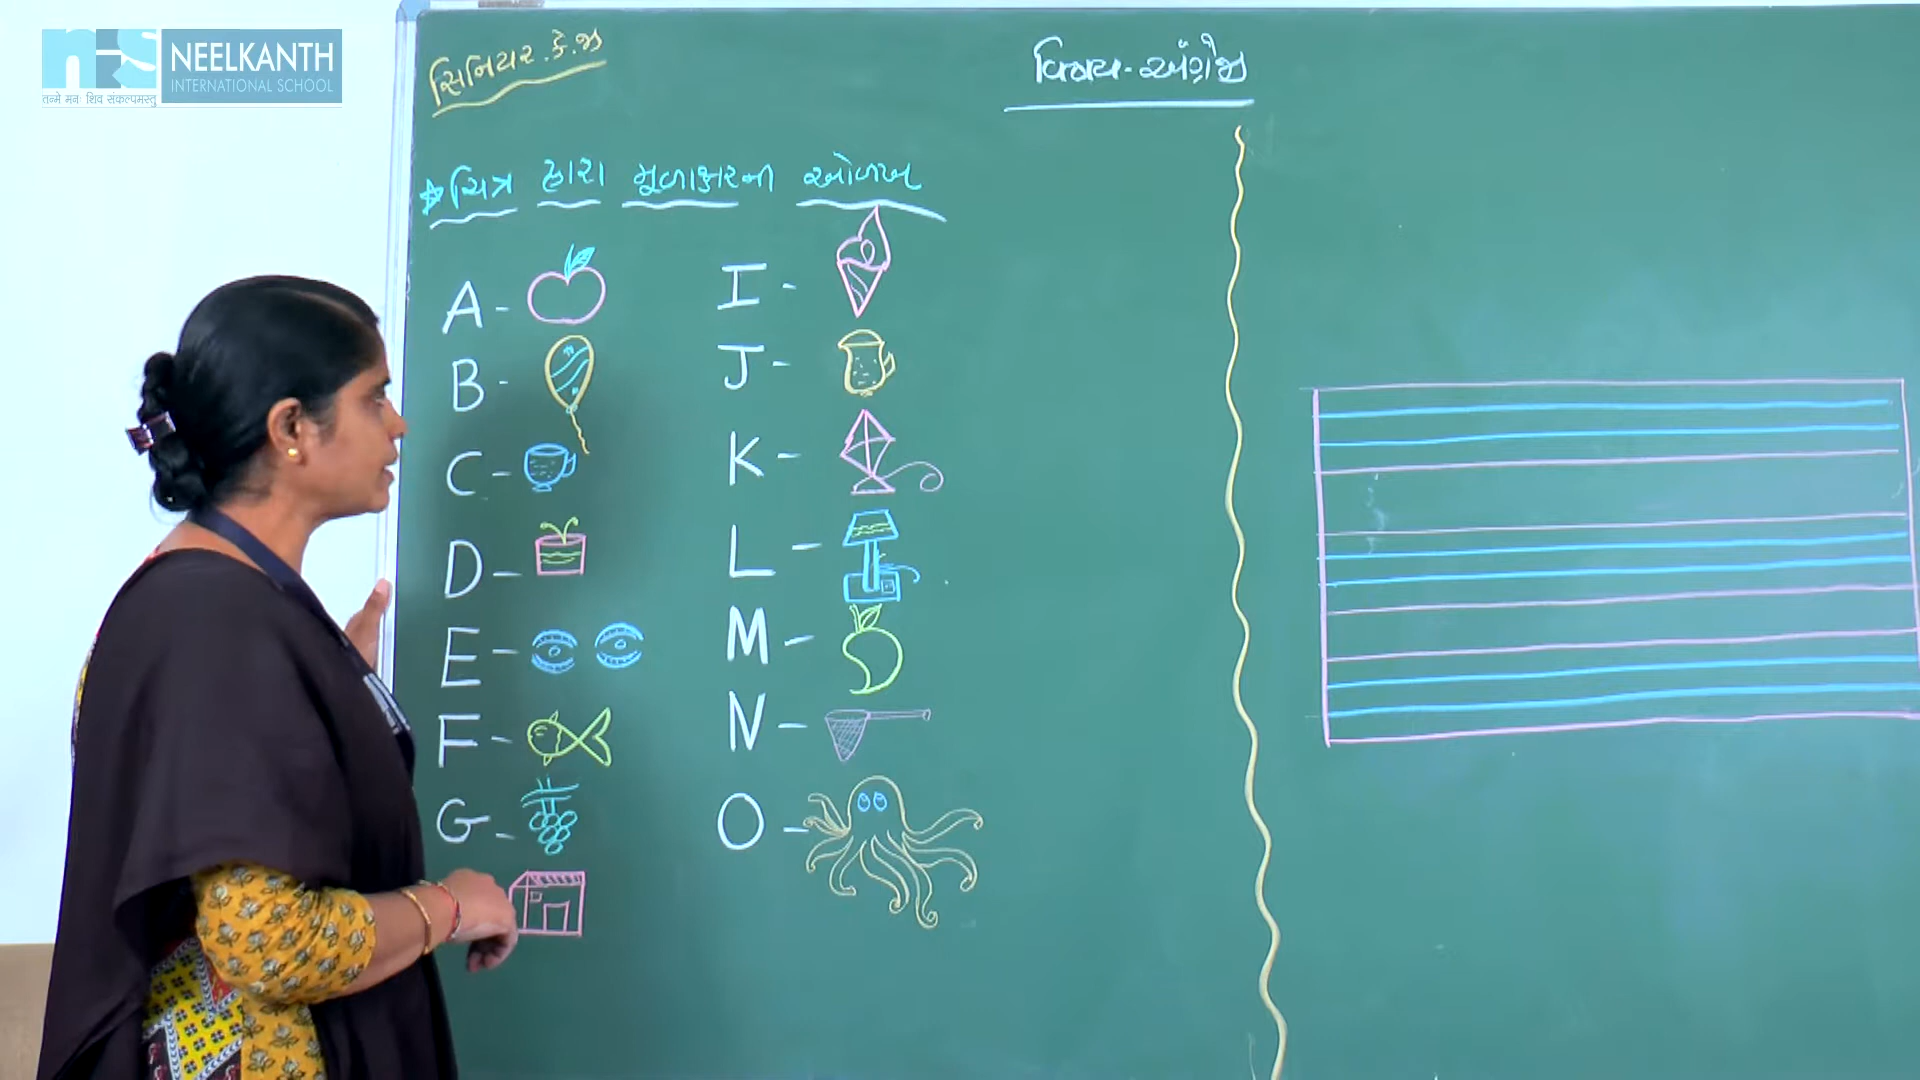 NEELKANTH
INTERNATIONAL SCHOOL
तन्मे मनः शिव संकल्पमस्तु
સિનિયર.કે.જી
વિષય-અંગ્રેજી
ચિત્ર દ્વારા મૂળાક્ષરની ઓળખ
A-
B-
C-
D-
E-
F-
G-
I-
J-
K-
L-
M-
N-
O-